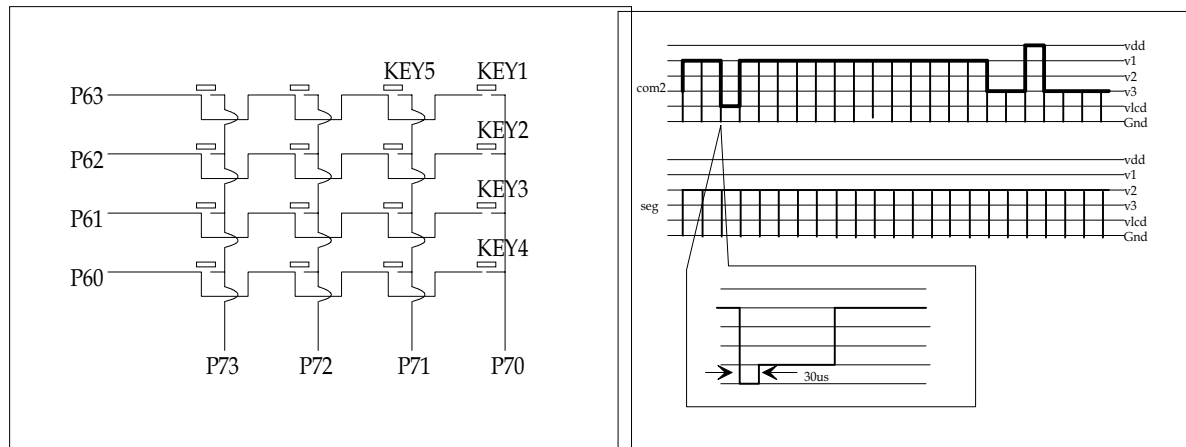 KEY5 KEY1
P63
KEY2
P62
KEY3
P61
KEY4
P60
P73 P72 P71 P70
vdd
v1
v2
com2
v3
vlcd
Gnd
vdd
v1
v2
seg
v3
vlcd
Gnd
30us